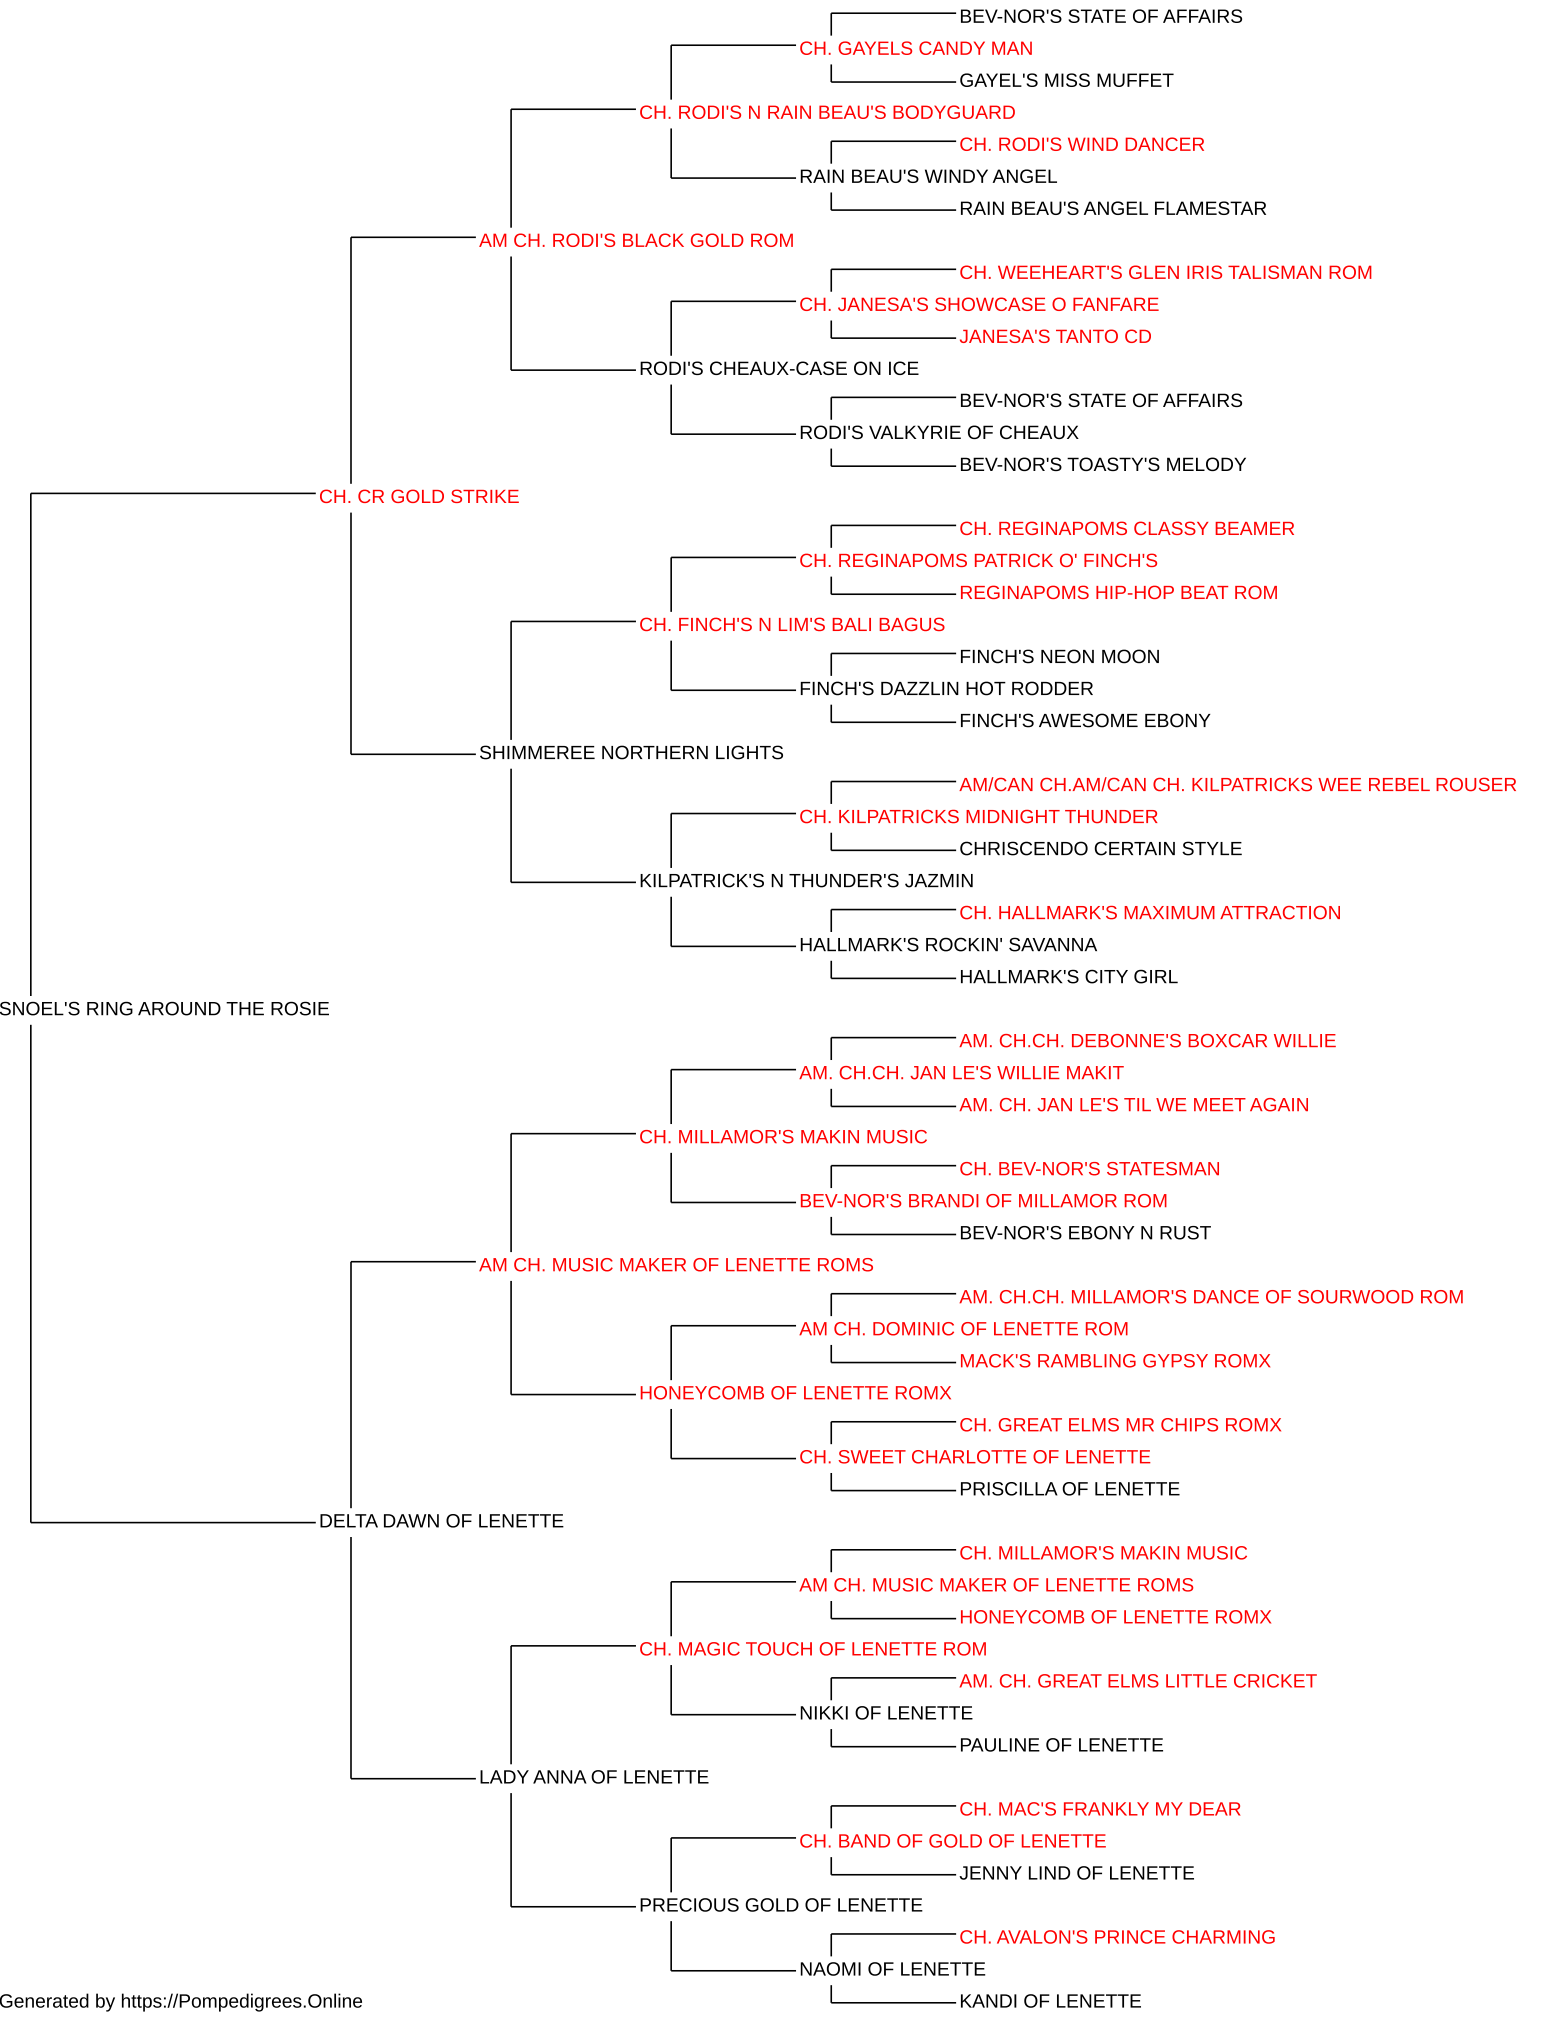 BEV-NOR'S STATE OF AFFAIRS
CH. GAYELS CANDY MAN
GAYEL'S MISS MUFFET
CH. RODI'S N RAIN BEAU'S BODYGUARD
CH. RODI'S WIND DANCER
RAIN BEAU'S WINDY ANGEL
RAIN BEAU'S ANGEL FLAMESTAR
AM CH. RODI'S BLACK GOLD ROM
CH. WEEHEART'S GLEN IRIS TALISMAN ROM
CH. JANESA'S SHOWCASE O FANFARE
JANESA'S TANTO CD
RODI'S CHEAUX-CASE ON ICE
BEV-NOR'S STATE OF AFFAIRS
RODI'S VALKYRIE OF CHEAUX
BEV-NOR'S TOASTY'S MELODY
CH. CR GOLD STRIKE
CH. REGINAPOMS CLASSY BEAMER
CH. REGINAPOMS PATRICK O' FINCH'S
REGINAPOMS HIP-HOP BEAT ROM
CH. FINCH'S N LIM'S BALI BAGUS
FINCH'S NEON MOON
FINCH'S DAZZLIN HOT RODDER
FINCH'S AWESOME EBONY
SHIMMEREE NORTHERN LIGHTS
AM/CAN CH.AM/CAN CH. KILPATRICKS WEE REBEL ROUSER
CH. KILPATRICKS MIDNIGHT THUNDER
CHRISCENDO CERTAIN STYLE
KILPATRICK'S N THUNDER'S JAZMIN
CH. HALLMARK'S MAXIMUM ATTRACTION
HALLMARK'S ROCKIN' SAVANNA
HALLMARK'S CITY GIRL
SNOEL'S RING AROUND THE ROSIE
AM. CH.CH. DEBONNE'S BOXCAR WILLIE
AM. CH.CH. JAN LE'S WILLIE MAKIT
AM. CH. JAN LE'S TIL WE MEET AGAIN
CH. MILLAMOR'S MAKIN MUSIC
CH. BEV-NOR'S STATESMAN
BEV-NOR'S BRANDI OF MILLAMOR ROM
BEV-NOR'S EBONY N RUST
AM CH. MUSIC MAKER OF LENETTE ROMS
AM. CH.CH. MILLAMOR'S DANCE OF SOURWOOD ROM
AM CH. DOMINIC OF LENETTE ROM
MACK'S RAMBLING GYPSY ROMX
HONEYCOMB OF LENETTE ROMX
CH. GREAT ELMS MR CHIPS ROMX
CH. SWEET CHARLOTTE OF LENETTE
PRISCILLA OF LENETTE
DELTA DAWN OF LENETTE
CH. MILLAMOR'S MAKIN MUSIC
AM CH. MUSIC MAKER OF LENETTE ROMS
HONEYCOMB OF LENETTE ROMX
CH. MAGIC TOUCH OF LENETTE ROM
AM. CH. GREAT ELMS LITTLE CRICKET
NIKKI OF LENETTE
PAULINE OF LENETTE
LADY ANNA OF LENETTE
CH. MAC'S FRANKLY MY DEAR
CH. BAND OF GOLD OF LENETTE
JENNY LIND OF LENETTE
PRECIOUS GOLD OF LENETTE
CH. AVALON'S PRINCE CHARMING
NAOMI OF LENETTE
KANDI OF LENETTE
Generated by https://Pompedigrees.Online